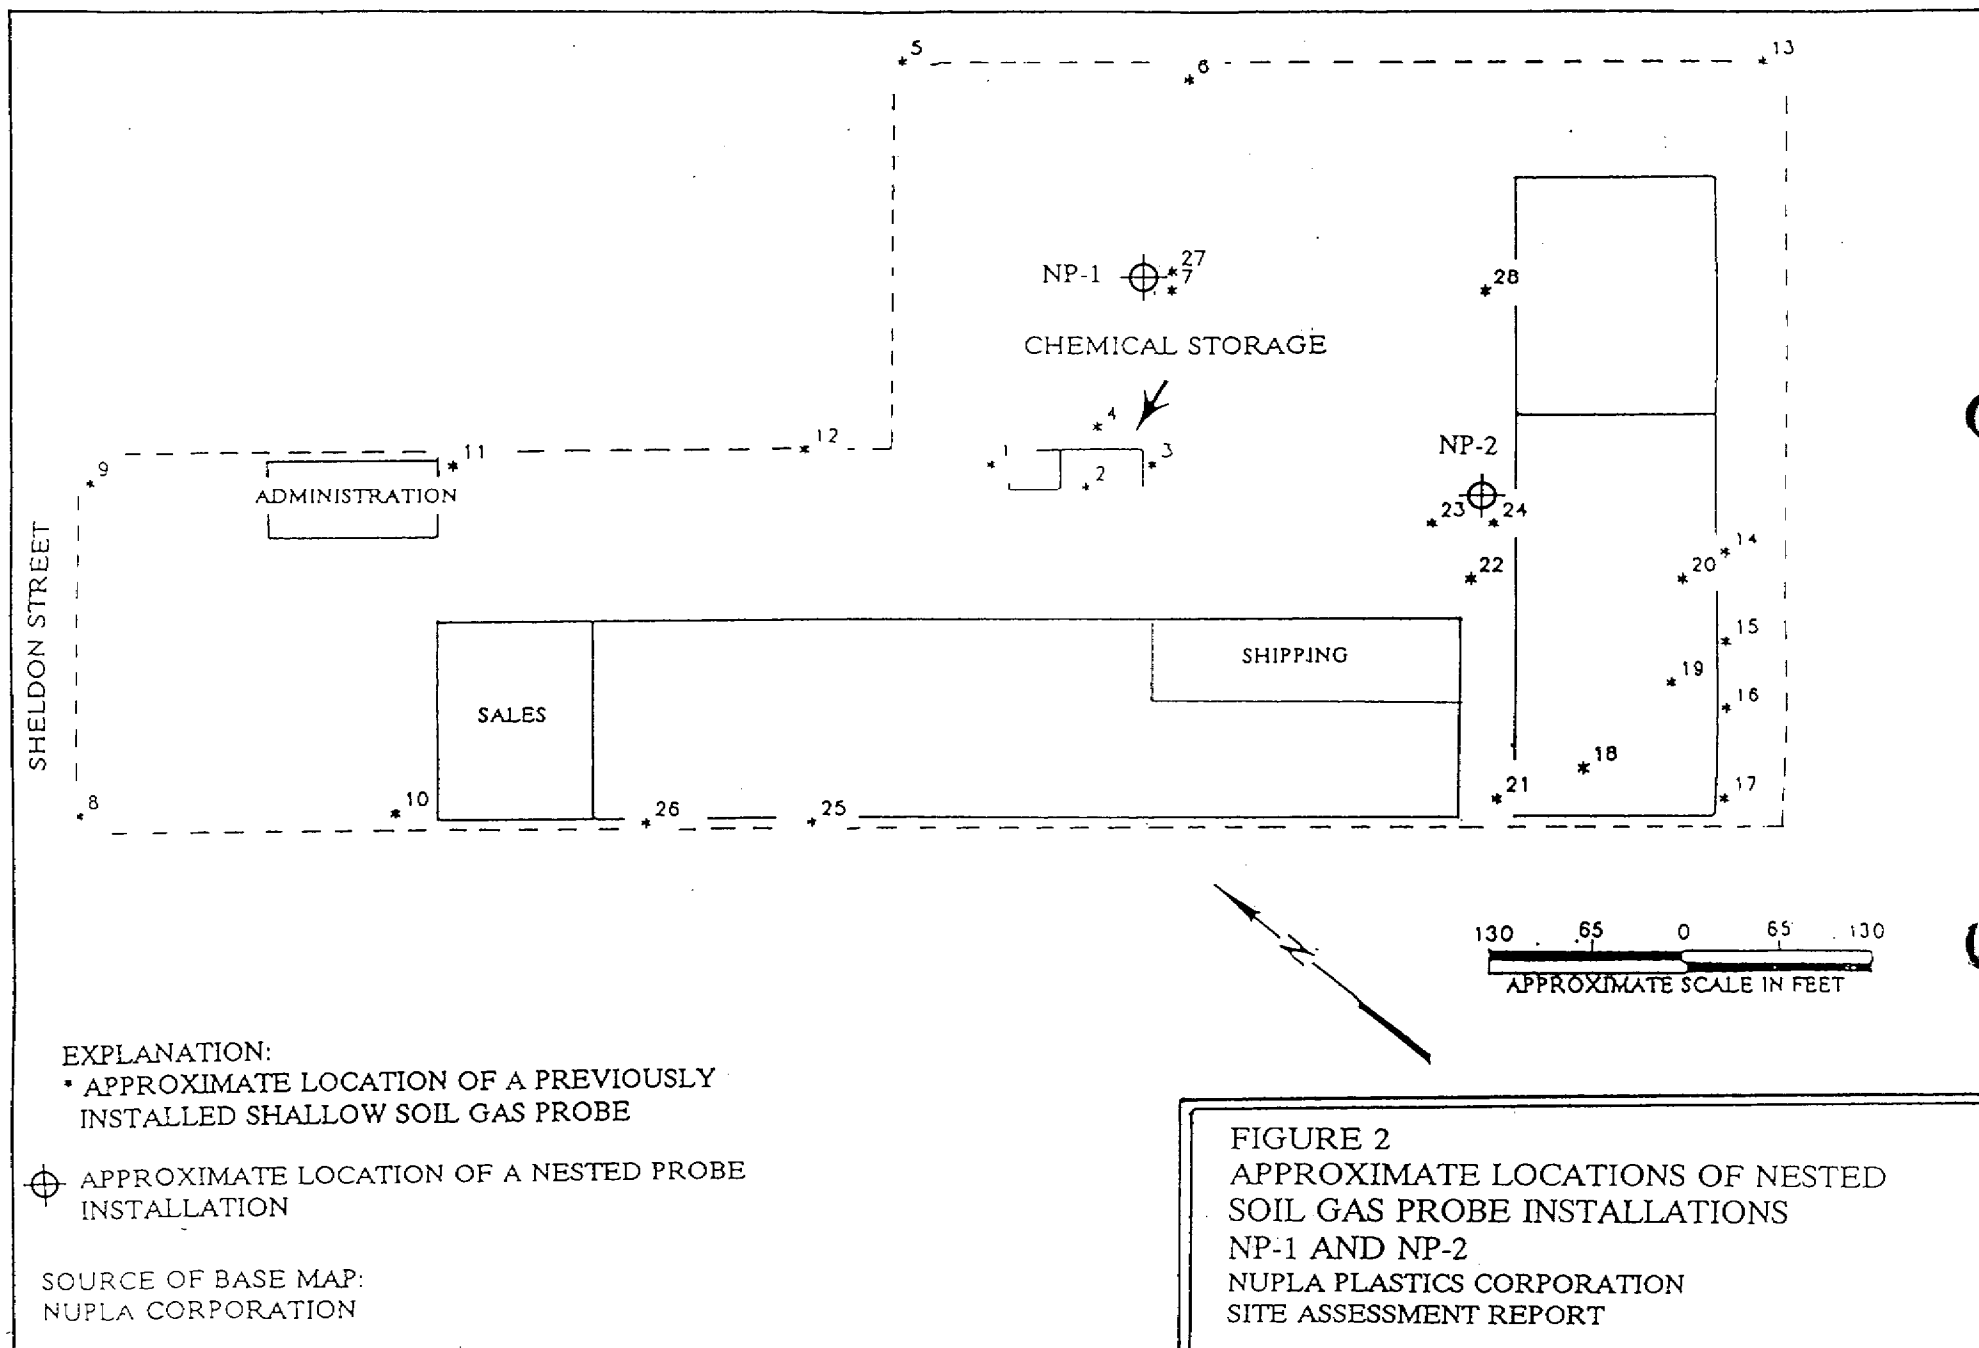 5
6
13
NP-1
27
7
28
CHEMICAL STORAGE
4
12
11
1
3
2
9
ADMINISTRATION
NP-2
23
24
22
14
20
SHELDON STREET
15
SHIPPING
19
16
SALES
18
21
17
8
10
26
25
N
130 65 0 65 130
APPROXIMATE SCALE IN FEET
EXPLANATION:
* APPROXIMATE LOCATION OF A PREVIOUSLY
INSTALLED SHALLOW SOIL GAS PROBE
APPROXIMATE LOCATION OF A NESTED PROBE
INSTALLATION
SOURCE OF BASE MAP:
NUPLA CORPORATION
FIGURE 2
APPROXIMATE LOCATIONS OF NESTED
SOIL GAS PROBE INSTALLATIONS
NP-1 AND NP-2
NUPLA PLASTICS CORPORATION
SITE ASSESSMENT REPORT